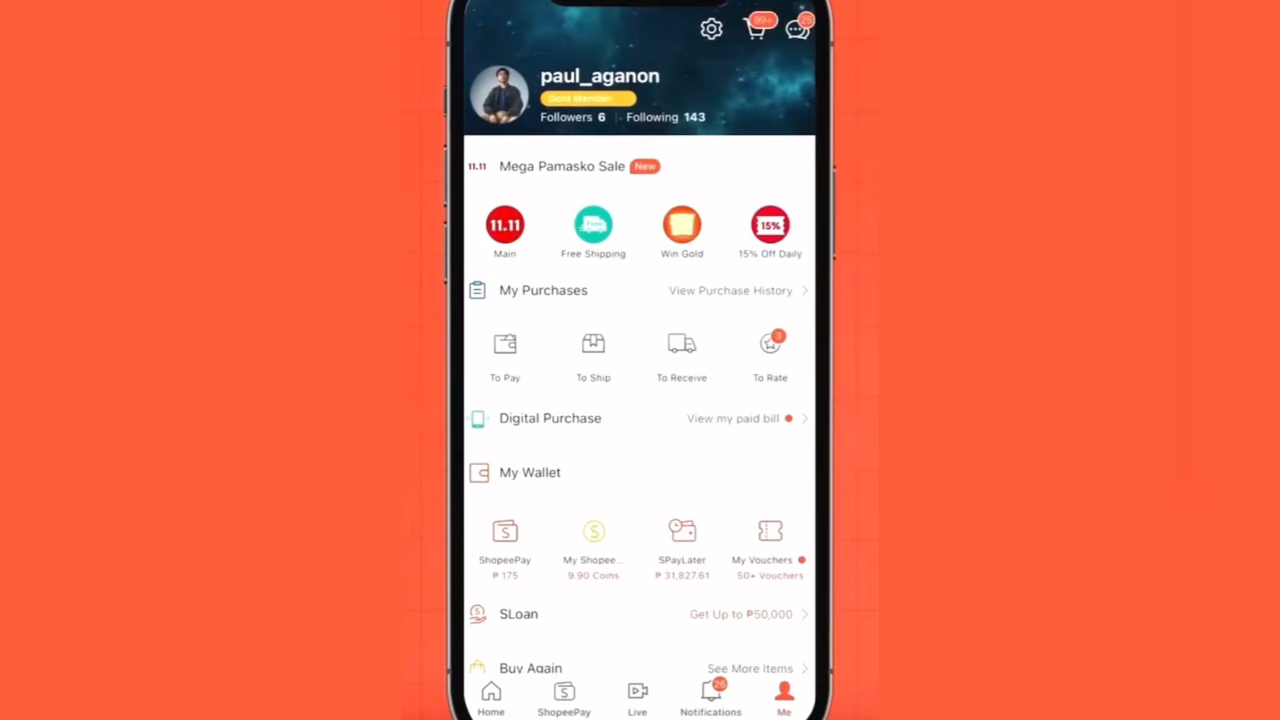 99+
25
paul_aganon
Gold Member
Followers 6 Following 143
11.11 Mega Pamasko Sale New
11.11
Free
15%
Main Free Shipping Win Gold 15% Off Daily
My Purchases View Purchase History
3
To Pay To Ship To Receive To Rate
Digital Purchase View my paid bill
My Wallet
ShopeePay My Shopee... SPayLater My Vouchers
₱ 175 9.90 Coins ₱ 31,827.61 50+ Vouchers
SLoan Get Up to ₱50,000
Buy Again See More Items
26
Home ShopeePay Live Notifications Me